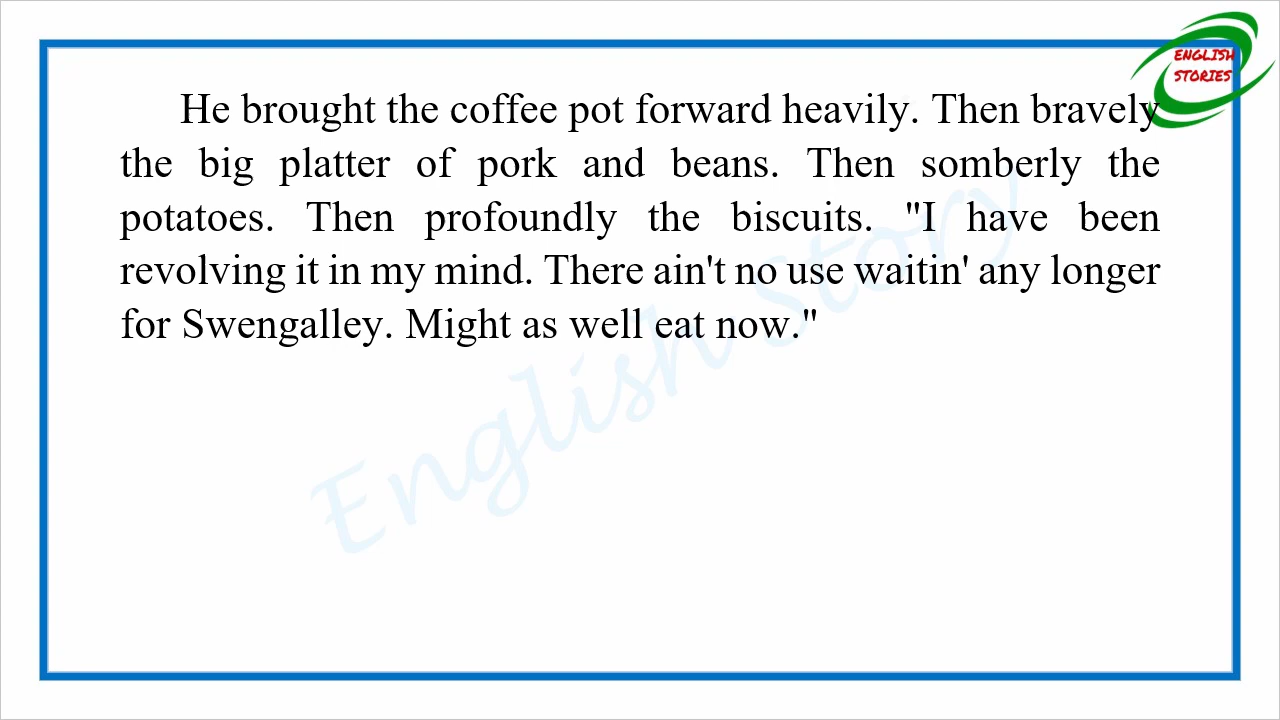 ENGLISH
STORIES
He brought the coffee pot forward heavily. Then bravely
the big platter of pork and beans. Then somberly the
potatoes. Then profoundly the biscuits. "I have been
revolving it in my mind. There ain't no use waitin' any longer
for Swengalley. Might as well eat now."
English Story